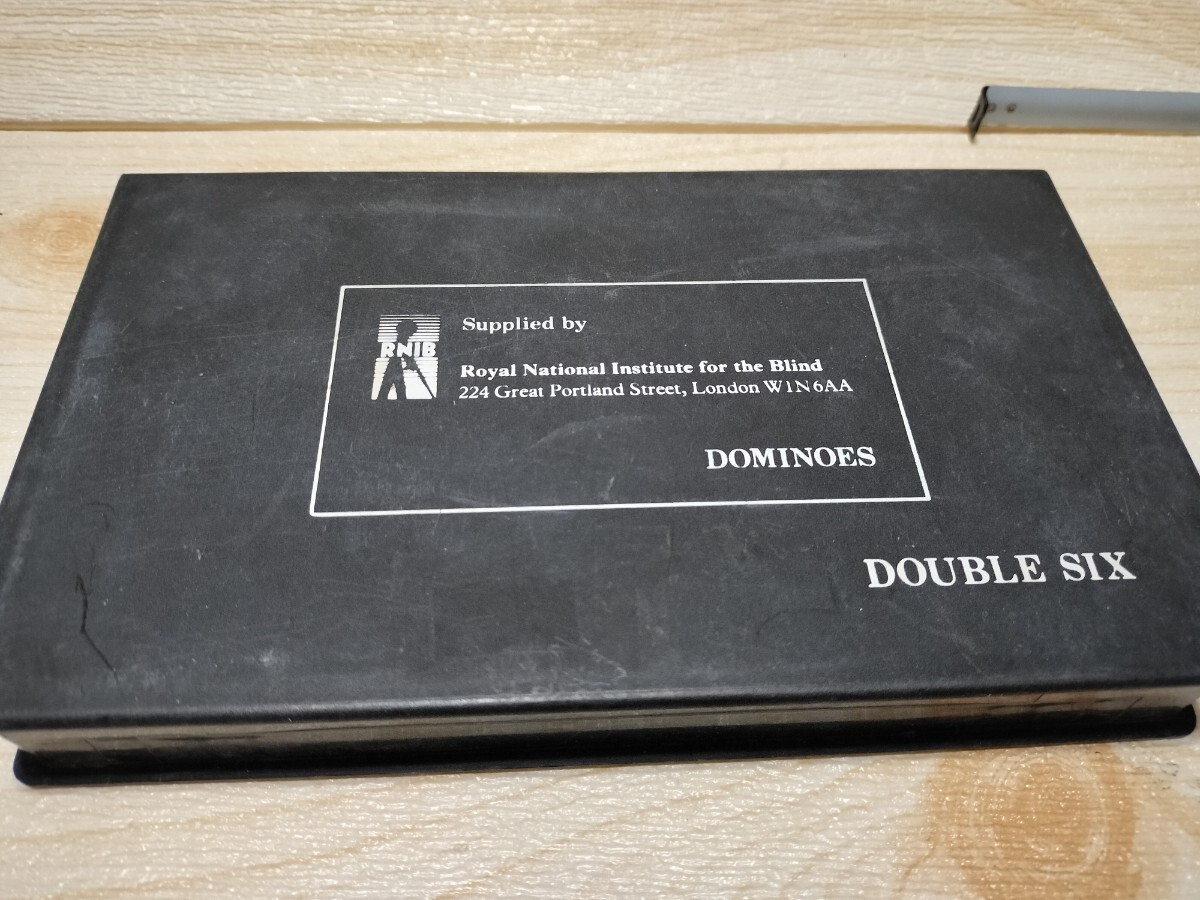 Supplied by
RNIB
Royal National Institute for the Blind
224 Great Portland Street, London W1N 6AA
DOMINOES
DOUBLE SIX